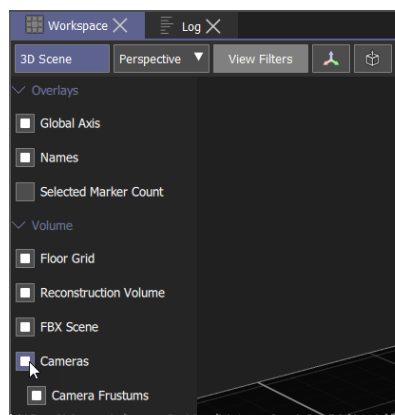 Workspace Log
3D Scene Perspective View Filters
Overlays
Global Axis
Names
Selected Marker Count
Volume
Floor Grid
Reconstruction Volume
FBX Scene
Cameras
Camera Frustums